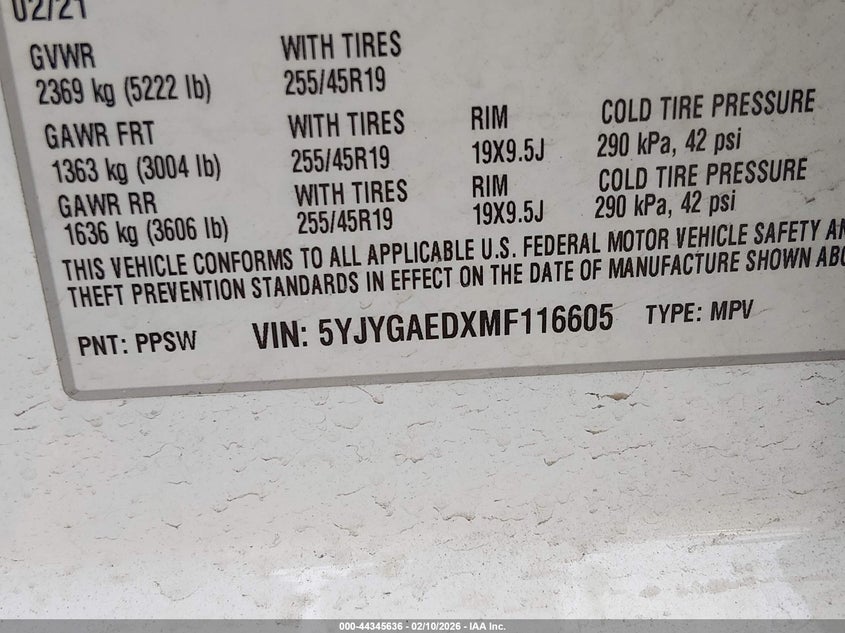 02/21
GVWR WITH TIRES
2369 kg (5222 lb) 255/45R19
GAWR FRT WITH TIRES RIM COLD TIRE PRESSURE
1363 kg (3004 lb) 255/45R19 19X9.5J 290 kPa, 42 psi
GAWR RR WITH TIRES RIM COLD TIRE PRESSURE
1636 kg (3606 lb) 255/45R19 19X9.5J 290 kPa, 42 psi
THIS VEHICLE CONFORMS TO ALL APPLICABLE U.S. FEDERAL MOTOR VEHICLE SAFETY AN
THEFT PREVENTION STANDARDS IN EFFECT ON THE DATE OF MANUFACTURE SHOWN ABO
PNT: PPSW VIN: 5YJYGAEDXMF116605 TYPE: MPV
000-44345636 - 02/10/2026 - IAA Inc.